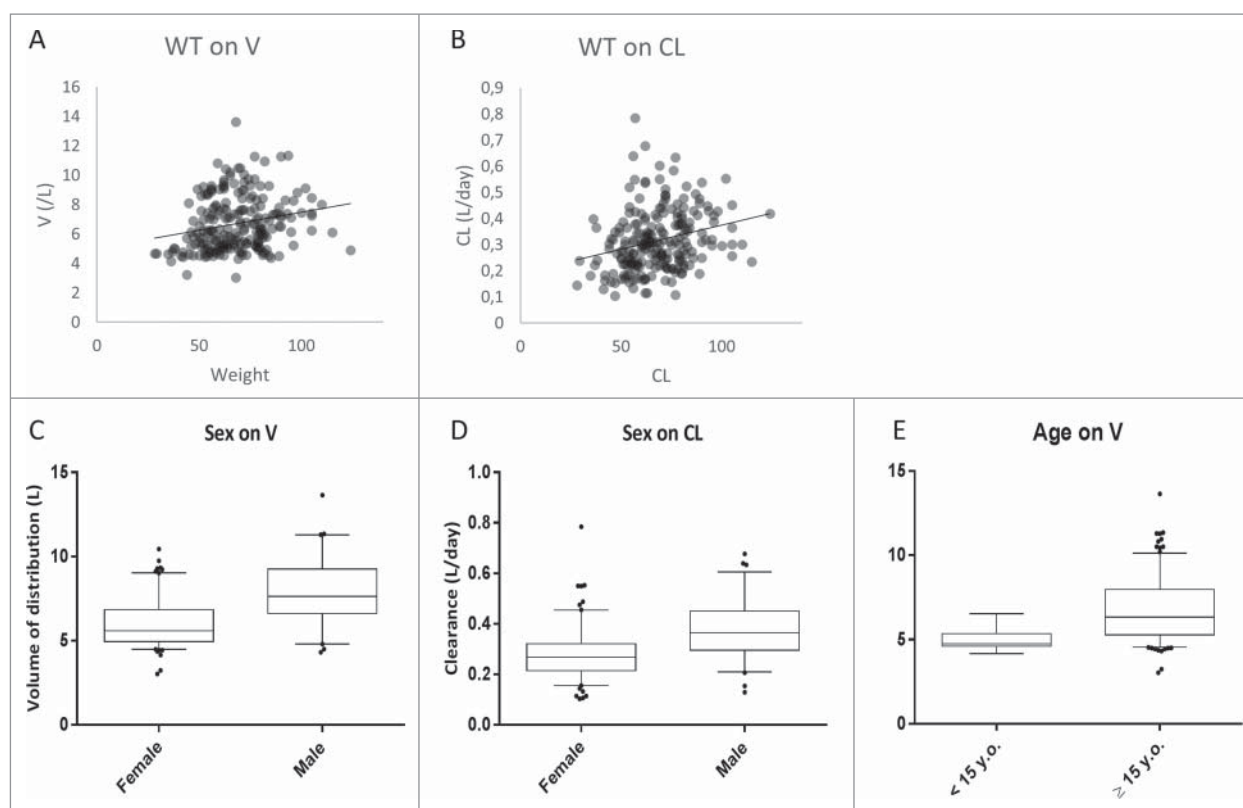 A
WT on V
V (/L)
16
14
12
10
8
6
4
2
0
0 50 100
Weight
B
WT on CL
CL (L/day)
0,9
0,8
0,7
0,6
0,5
0,4
0,3
0,2
0,1
0
0 50 100
CL
C
Sex on V
Volume of distribution (L)
15
10
5
0
Female Male
D
Sex on CL
Clearance (L/day)
1.0
0.8
0.6
0.4
0.2
0.0
Female Male
E
Age on V
15
10
5
0
< 15 y.o. ≥ 15 y.o.